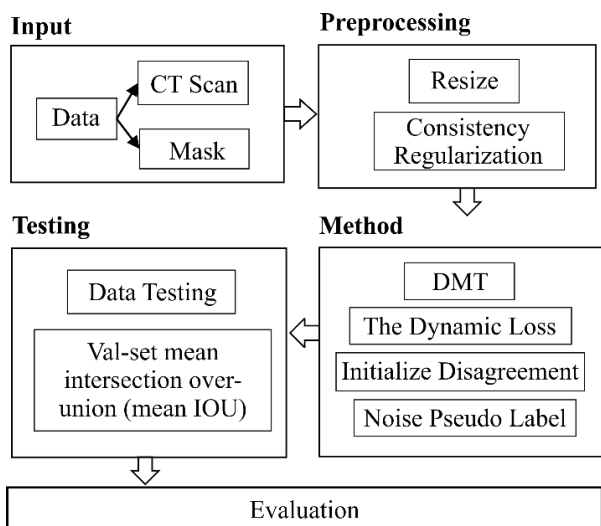 Input
Data
CT Scan
Mask
Preprocessing
Resize
Consistency
Regularization
Method
DMT
The Dynamic Loss
Initialize Disagreement
Noise Pseudo Label
Testing
Data Testing
Val-set mean
intersection over-
union (mean IOU)
Evaluation